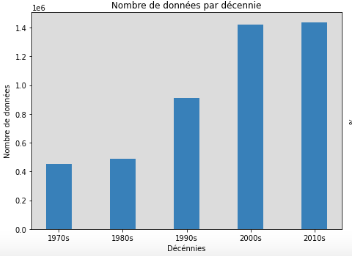 Nombre de données par décennie
1e6
1.4
1.2
1.0
0.8
0.6
0.4
0.2
0.0
Nombre de données
1970s
1980s
1990s
2000s
2010s
Décénnies